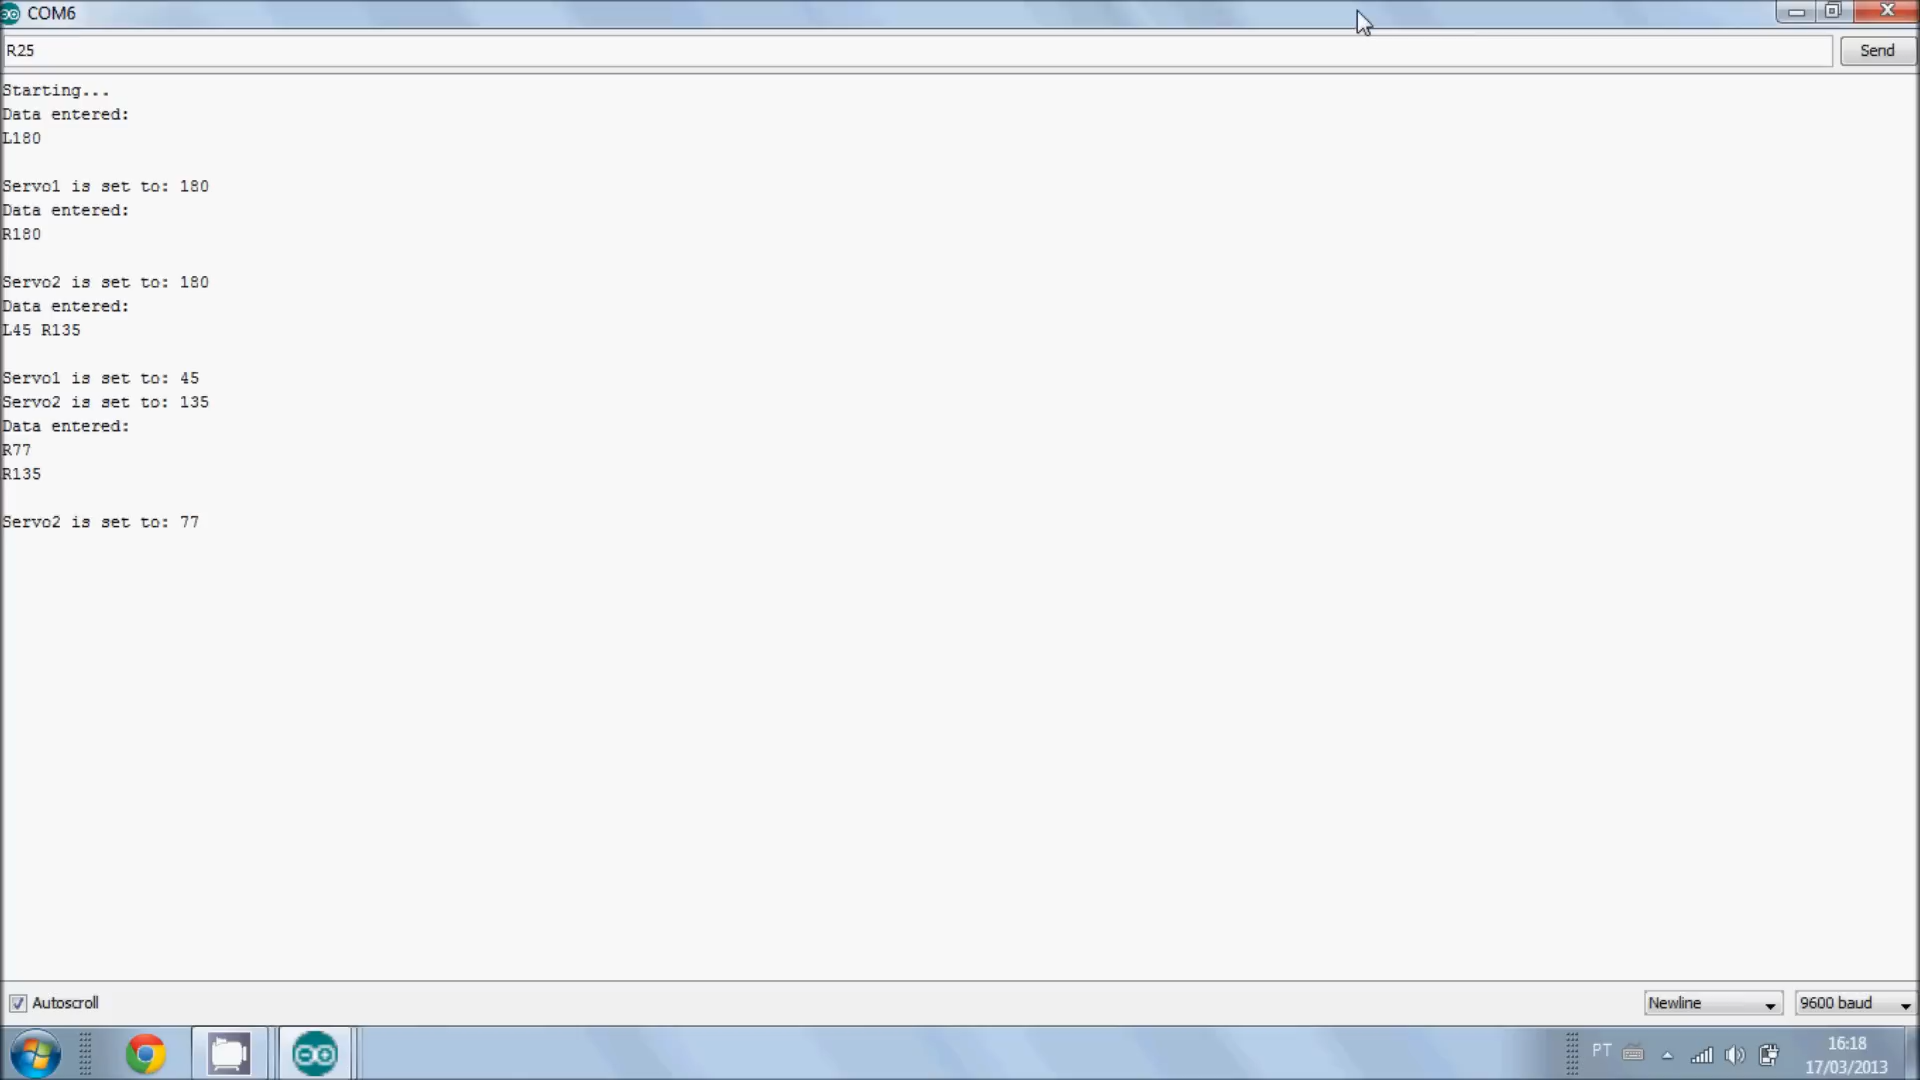 COM6
R25
Send
Starting...
Data entered:
L180
Servo1 is set to: 180
Data entered:
R180
Servo2 is set to: 180
Data entered:
L45 R135
Servo1 is set to: 45
Servo2 is set to: 135
Data entered:
R77
R135
Servo2 is set to: 77
Autoscroll
Newline
9600 baud
PT
16:18
17/03/2013